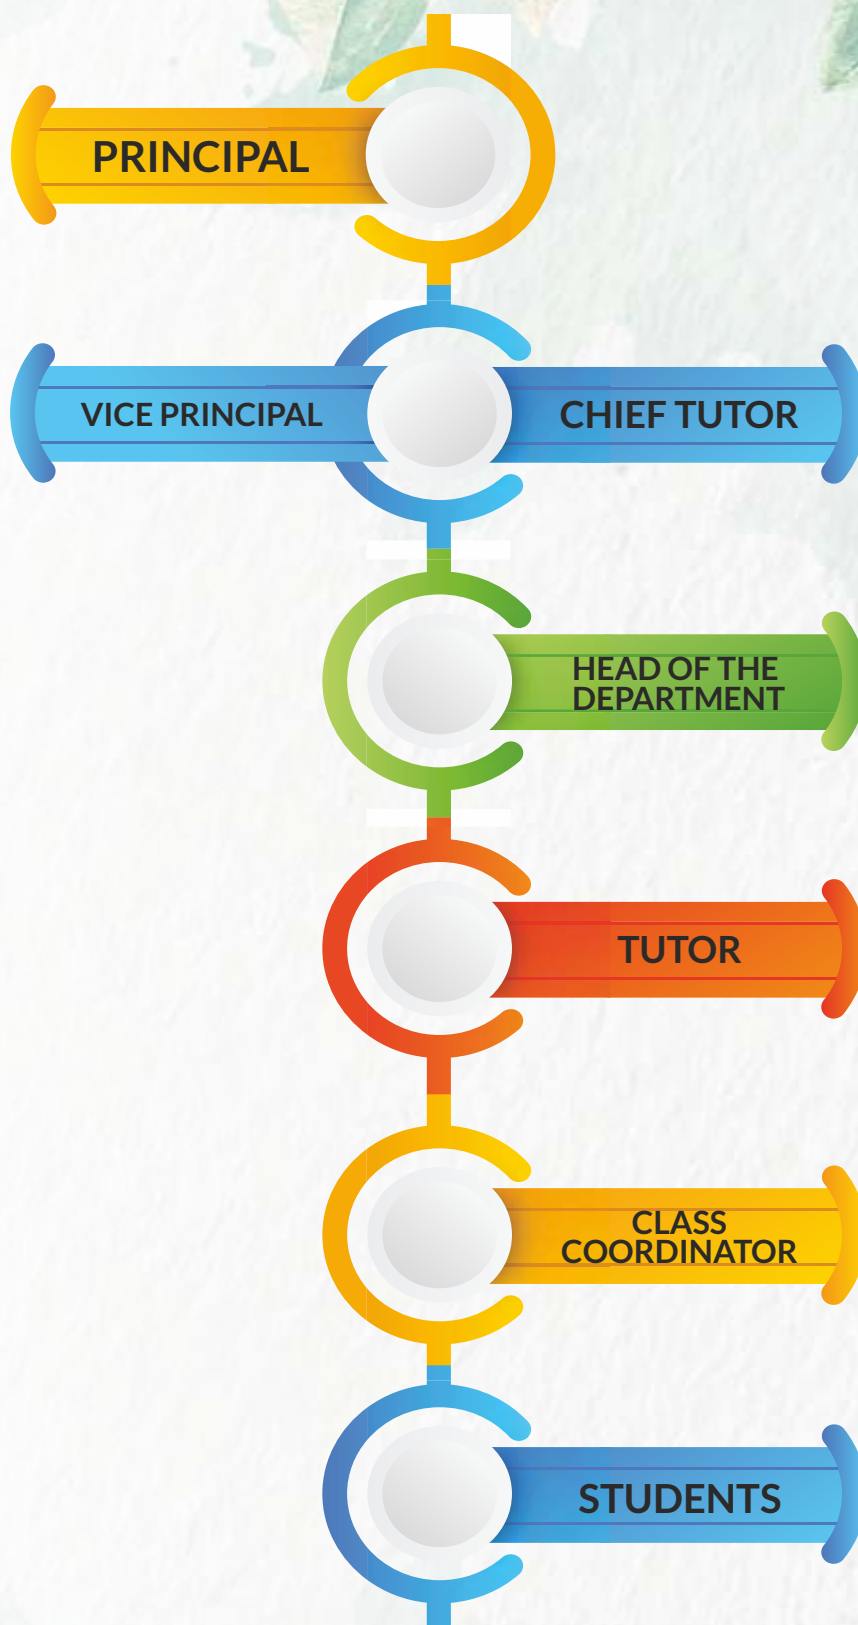 PRINCIPAL
VICE PRINCIPAL
CHIEF TUTOR
HEAD OF THE
DEPARTMENT
TUTOR
CLASS
COORDINATOR
STUDENTS